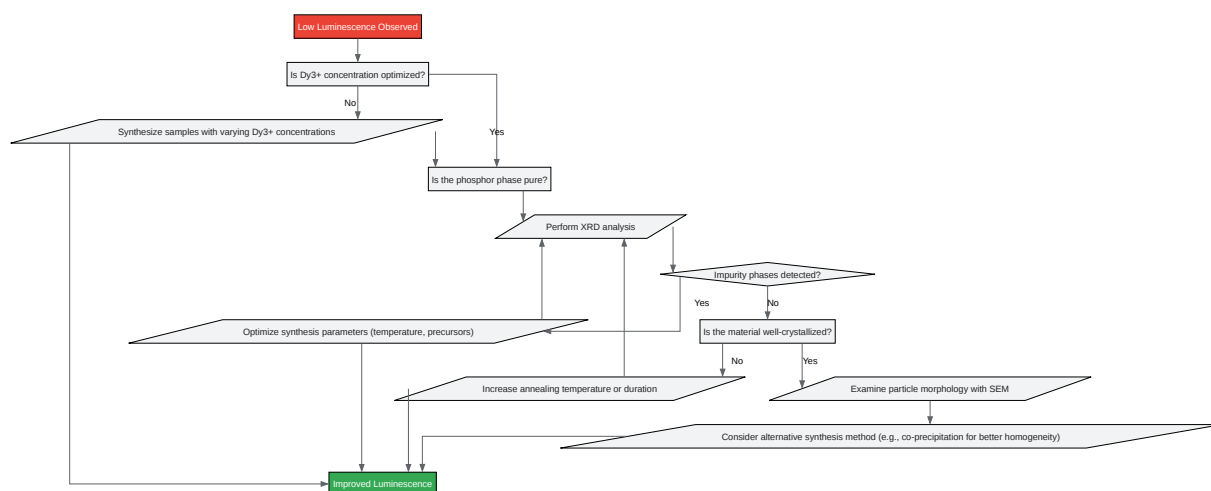 Low Luminescence Observed
Is Dy3+ concentration optimized?
No
Synthesize samples with varying Dy3+ concentrations
Yes
Is the phosphor phase pure?
Perform XRD analysis
Impurity phases detected?
Yes
No
Optimize synthesis parameters (temperature, precursors)
Is the material well-crystallized?
No
Yes
Increase annealing temperature or duration
Examine particle morphology with SEM
Consider alternative synthesis method (e.g., co-precipitation for better homogeneity)
Improved Luminescence